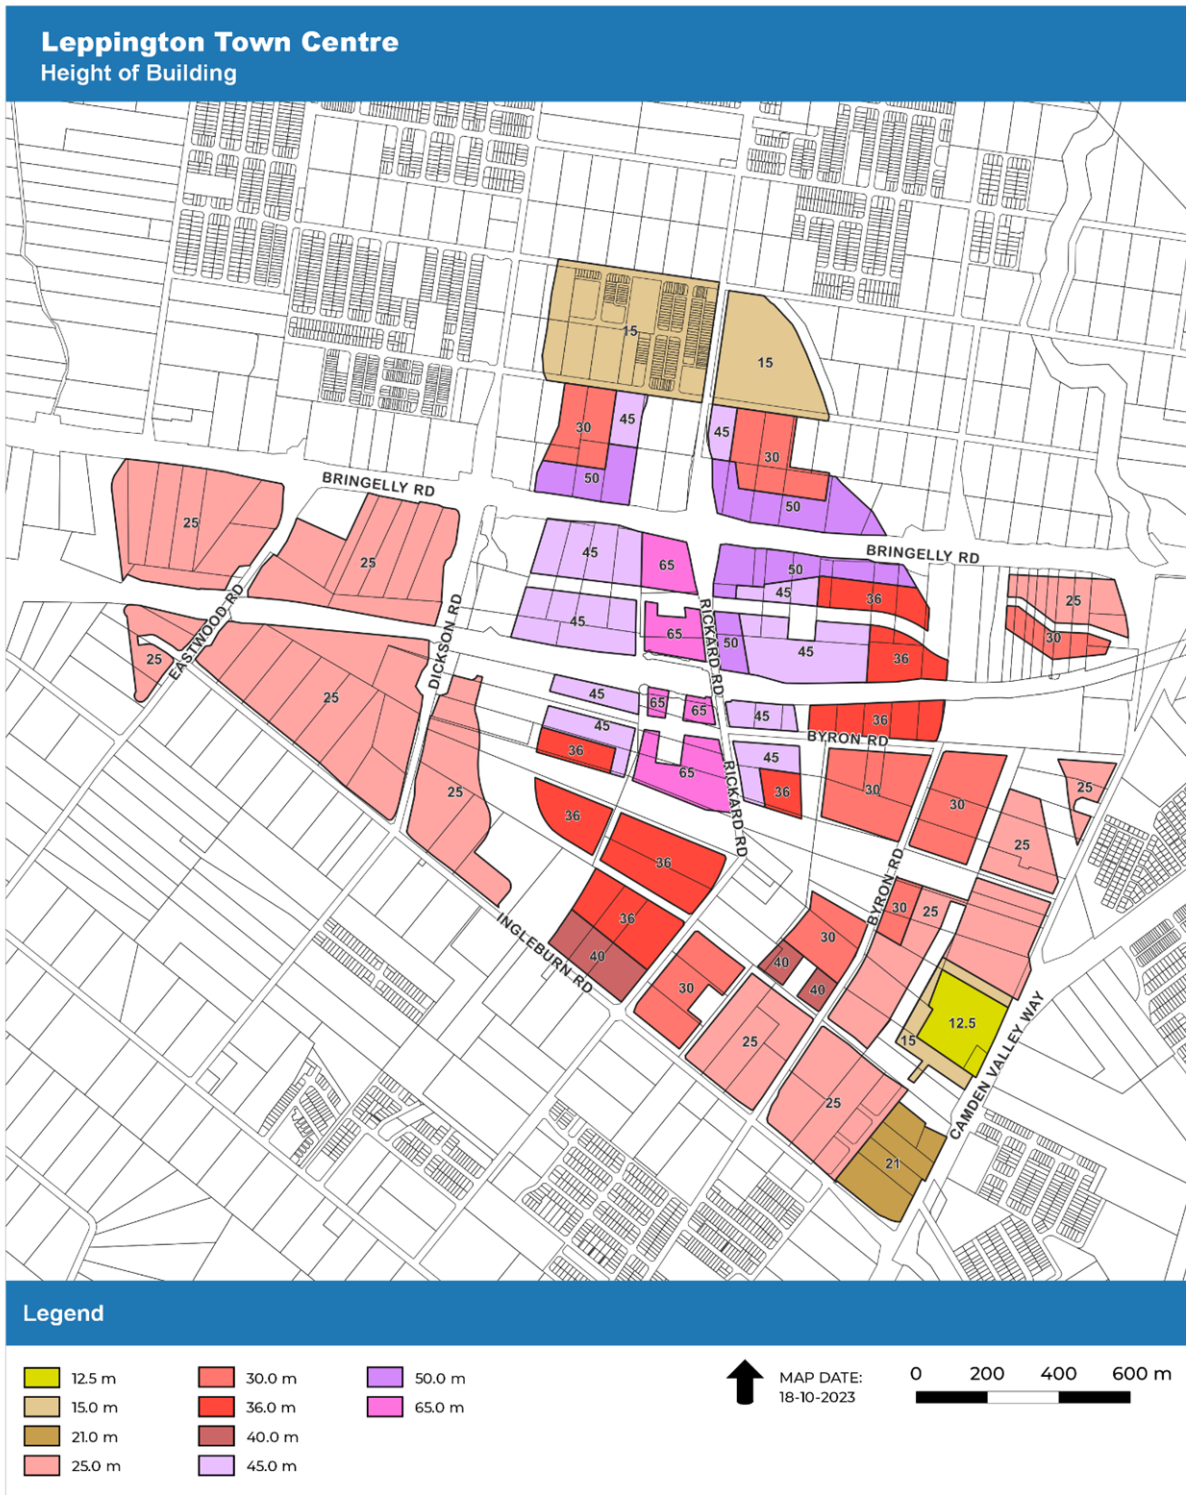 Leppington Town Centre
Height of Building
15
15
30
45
45
30
50
50
BRINGELLY RD
25
25
BRINGELLY RD
45
65
50
45
36
25
30
EASTWOOD RD
DICKSON RD
45
65
RICKARD RD
50
45
36
25
25
45
65
65
45
36
BYRON RD
45
36
65
RICKARD RD
45
36
30
30
25
25
25
36
36
25
BYRON RD
36
40
INGLEBURN RD
30
30
25
40
40
30
25
12.5
15
CAMDEN VALLEY WAY
25
21
Legend
12.5 m
15.0 m
21.0 m
25.0 m
30.0 m
36.0 m
40.0 m
45.0 m
50.0 m
65.0 m
MAP DATE:
18-10-2023
0 200 400 600 m